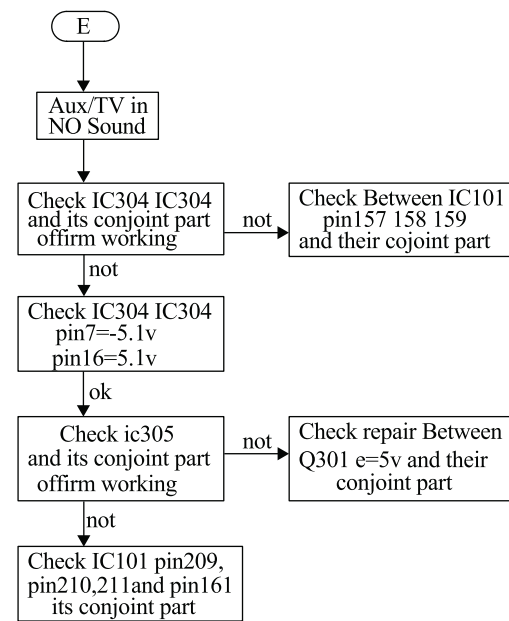 E
Aux/TV in
NO Sound
Check IC304 IC304
and its conjoint part
offirm working
not
Check Between IC101
pin157 158 159
and their cojoint part
not
Check IC304 IC304
pin7=-5.1v
pin16=5.1v
ok
Check ic305
and its conjoint part
offirm working
not
Check repair Between
Q301 e=5v and their
conjoint part
not
Check IC101 pin209,
pin210,211and pin161
its conjoint part